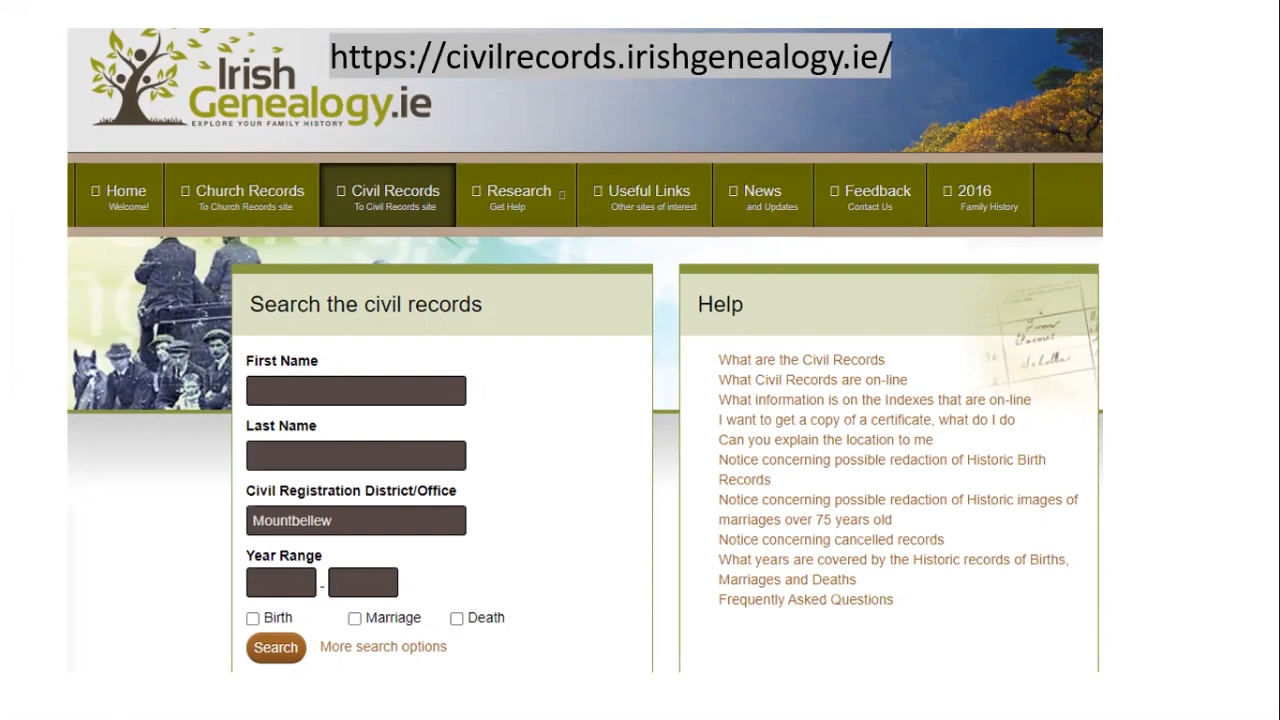 https://civilrecords.irishgenealogy.ie/
Irish
Genealogy.ie
EXPLORE YOUR FAMILY HISTORY
Home
Welcome!
Church Records
To Church Records site
Civil Records
To Civil Records site
Research
Get Help
Useful Links
Other sites of interest
News
and Updates
Feedback
Contact Us
2016
Family History
Search the civil records
First Name
Last Name
Civil Registration District/Office
Mountbellew
Year Range
-
Birth
Marriage
Death
Search
More search options
Help
What are the Civil Records
What Civil Records are on-line
What information is on the Indexes that are on-line
I want to get a copy of a certificate, what do I do
Can you explain the location to me
Notice concerning possible redaction of Historic Birth
Records
Notice concerning possible redaction of Historic images of
marriages over 75 years old
Notice concerning cancelled records
What years are covered by the Historic records of Births,
Marriages and Deaths
Frequently Asked Questions
Farmer
Scholar